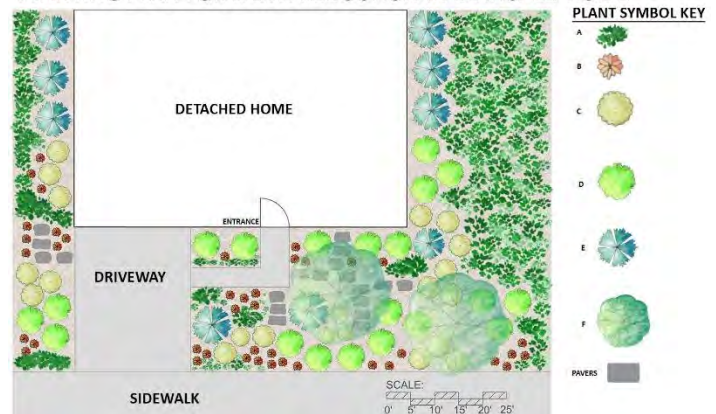 PLANT SYMBOL KEY
A
B
C
D
E
F
PAVERS
DETACHED HOME
ENTRANCE
DRIVEWAY
SIDEWALK
SCALE:
0' 5' 10' 15' 20' 25'